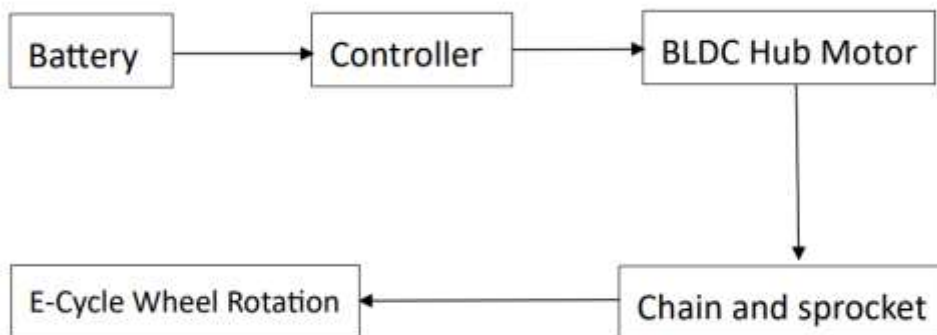 Battery
Controller
BLDC Hub Motor
E-Cycle Wheel Rotation
Chain and sprocket